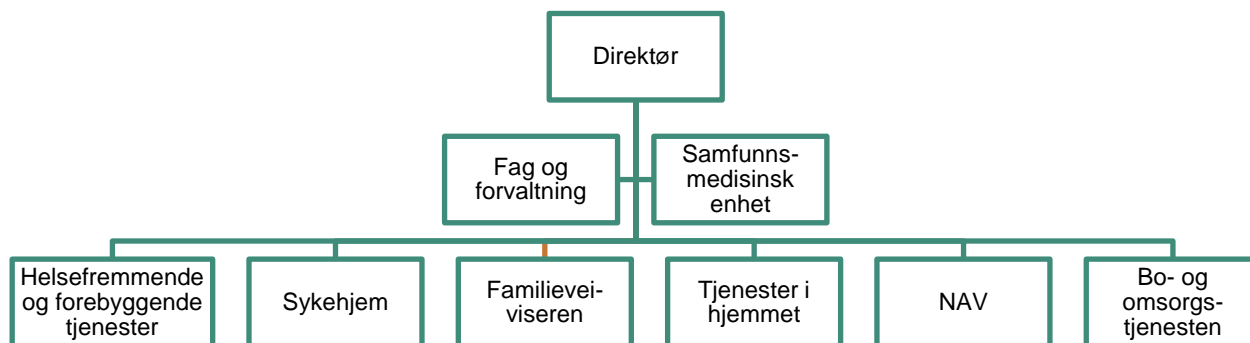 Direktør
Fag og
forvaltning
Samfunns-
medisinsk
enhet
Helsefremmende
og forebyggende
tjenester
Sykehjem
Familievei-
viseren
Tjenester i
hjemmet
NAV
Bo- og
omsorgs-
tjenesten